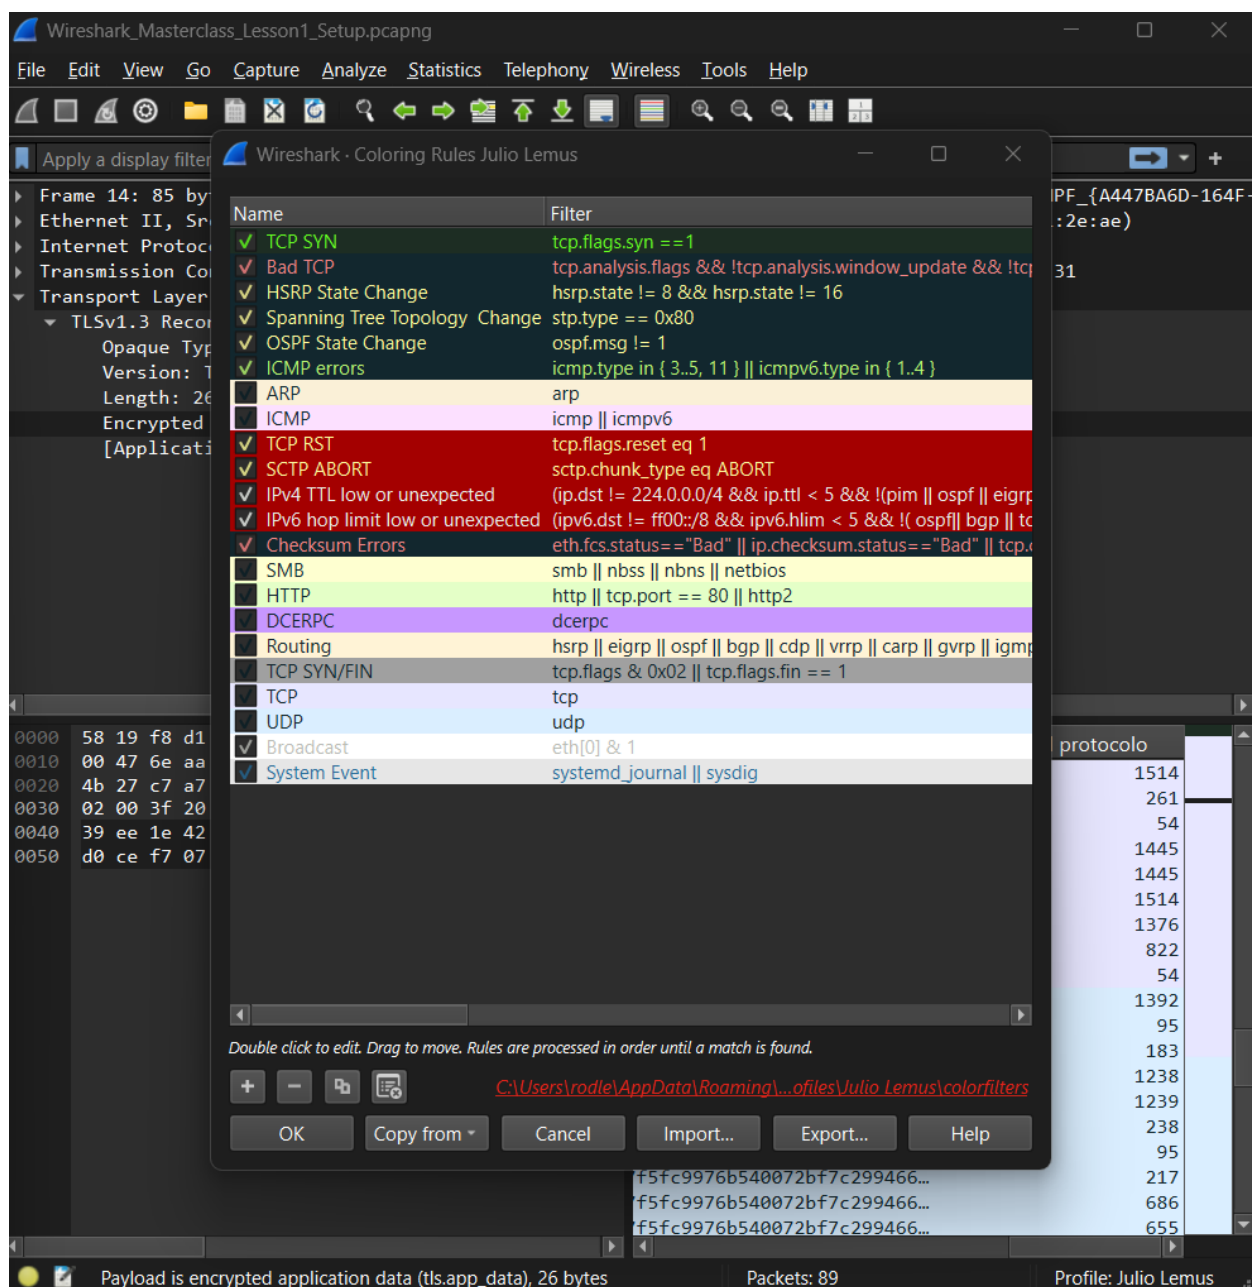 Wireshark_Masterclass_Lesson1_Setup.pcapng
File Edit View Go Capture Analyze Statistics Telephony Wireless Tools Help
Apply a display filter
Wireshark · Coloring Rules Julio Lemus
Frame 14: 85 by
IPF_{A447BA6D-164F-
Ethernet II, Sr
:2e:ae)
Internet Protoc
Transmission Co
31
Transport Layer
TLSv1.3 Recor
Opaque Typ
Version: T
Length: 26
Encrypted
[Applicati
Name Filter
TCP SYN tcp.flags.syn ==1
Bad TCP tcp.analysis.flags && !tcp.analysis.window_update && !tcp
HSRP State Change hsrp.state != 8 && hsrp.state != 16
Spanning Tree Topology Change stp.type == 0x80
OSPF State Change ospf.msg != 1
ICMP errors icmp.type in { 3..5, 11 } || icmpv6.type in { 1..4 }
ARP arp
ICMP icmp || icmpv6
TCP RST tcp.flags.reset eq 1
SCTP ABORT sctp.chunk_type eq ABORT
IPv4 TTL low or unexpected (ip.dst != 224.0.0.0/4 && ip.ttl < 5 && !(pim || ospf || eigrp
IPv6 hop limit low or unexpected (ipv6.dst != ff00::/8 && ipv6.hlim < 5 && !( ospf|| bgp || tc
Checksum Errors eth.fcs.status=="Bad" || ip.checksum.status=="Bad" || tcp.c
SMB smb || nbss || nbns || netbios
HTTP http || tcp.port == 80 || http2
DCERPC dcerpc
Routing hsrp || eigrp || ospf || bgp || cdp || vrrp || carp || gvrp || igmp
TCP SYN/FIN tcp.flags & 0x02 || tcp.flags.fin == 1
TCP tcp
UDP udp
Broadcast eth[0] & 1
System Event systemd_journal || sysdig
Double click to edit. Drag to move. Rules are processed in order until a match is found.
C:\Users\rodle\AppData\Roaming\...ofiles\Julio Lemus\colorfilters
OK Copy from Cancel Import... Export... Help
0000 58 19 f8 d1
0010 00 47 6e aa
0020 4b 27 c7 a7
0030 02 00 3f 20
0040 39 ee 1e 42
0050 d0 ce f7 07
protocolo
1514
261
54
1445
1445
1514
1376
822
54
1392
95
183
1238
1239
238
95
f5fc9976b540072bf7c299466… 217
f5fc9976b540072bf7c299466… 686
f5fc9976b540072bf7c299466… 655
Payload is encrypted application data (tls.app_data), 26 bytes Packets: 89 Profile: Julio Lemus